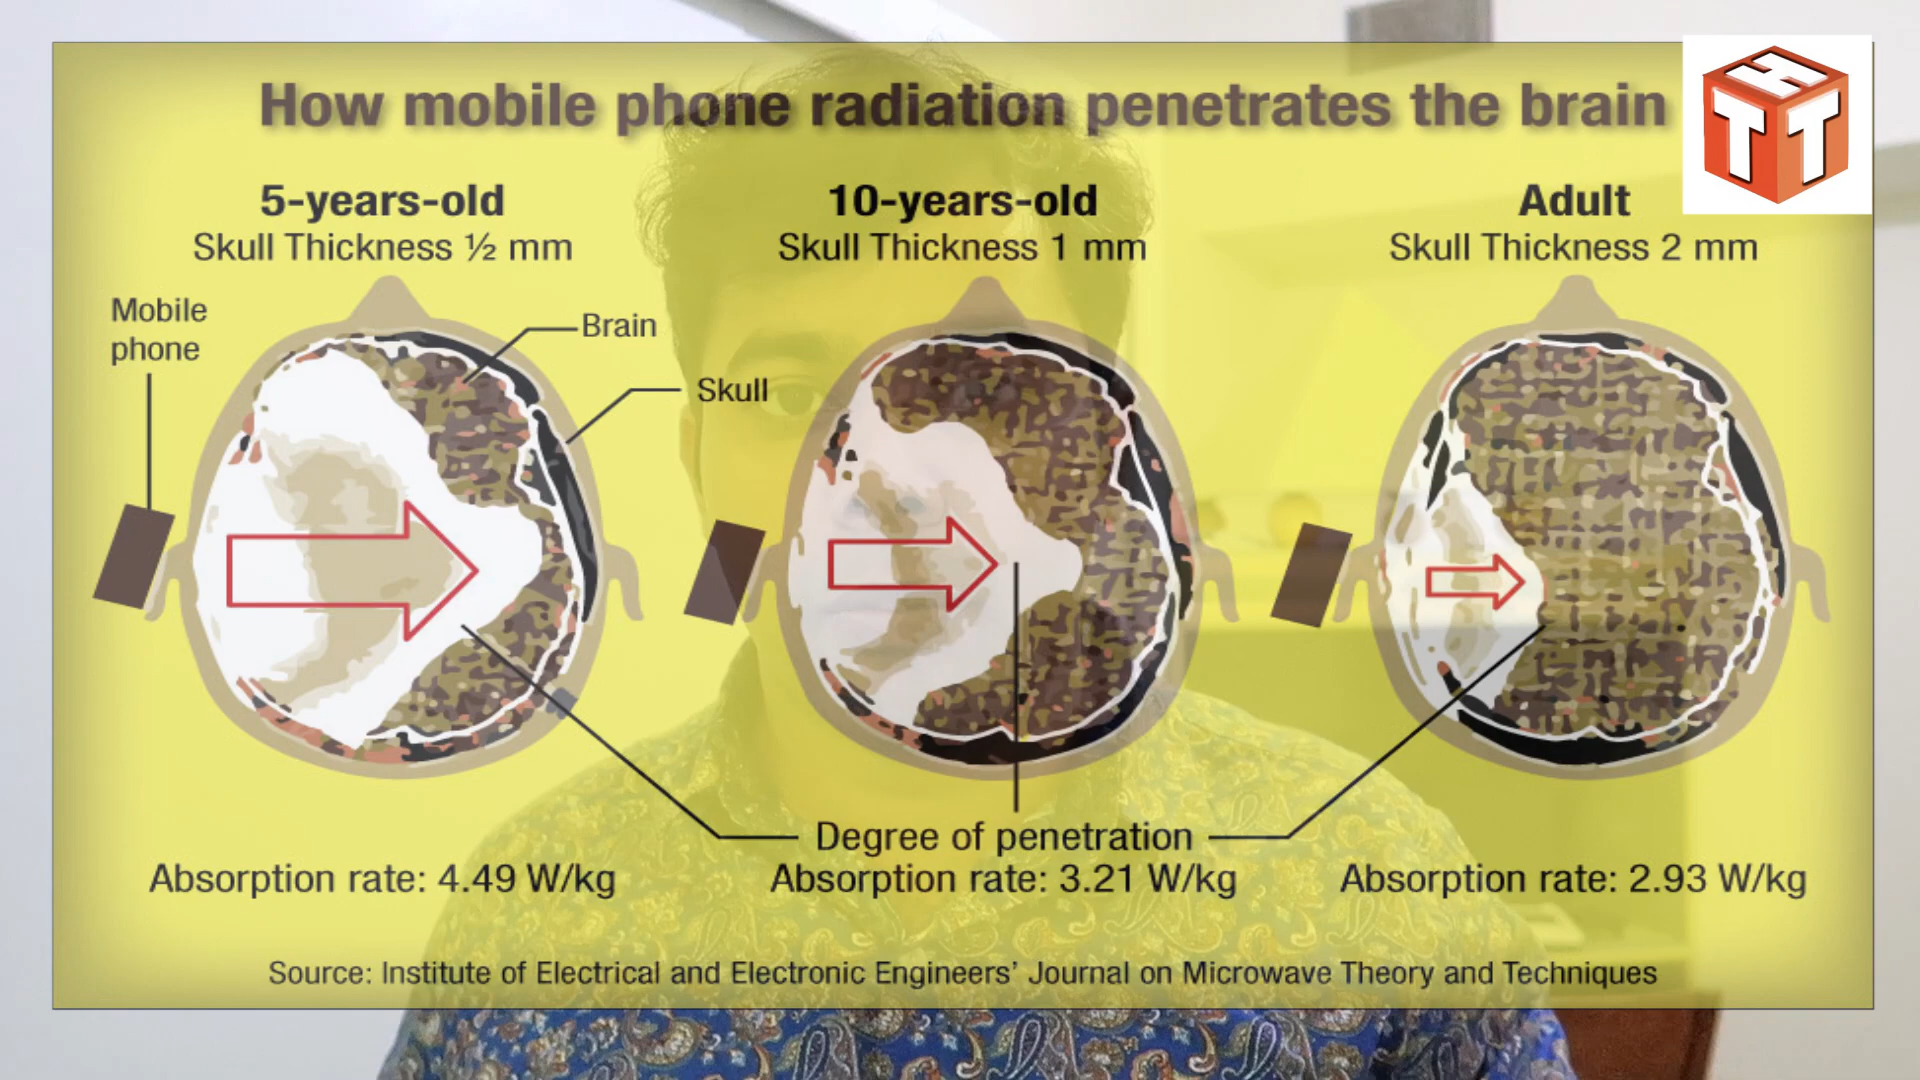 How mobile phone radiation penetrates the brain
THT
5-years-old
Skull Thickness ½ mm
10-years-old
Skull Thickness 1 mm
Adult
Skull Thickness 2 mm
Mobile
phone
Brain
Skull
Degree of penetration
Absorption rate: 4.49 W/kg
Absorption rate: 3.21 W/kg
Absorption rate: 2.93 W/kg
Source: Institute of Electrical and Electronic Engineers’ Journal on Microwave Theory and Techniques